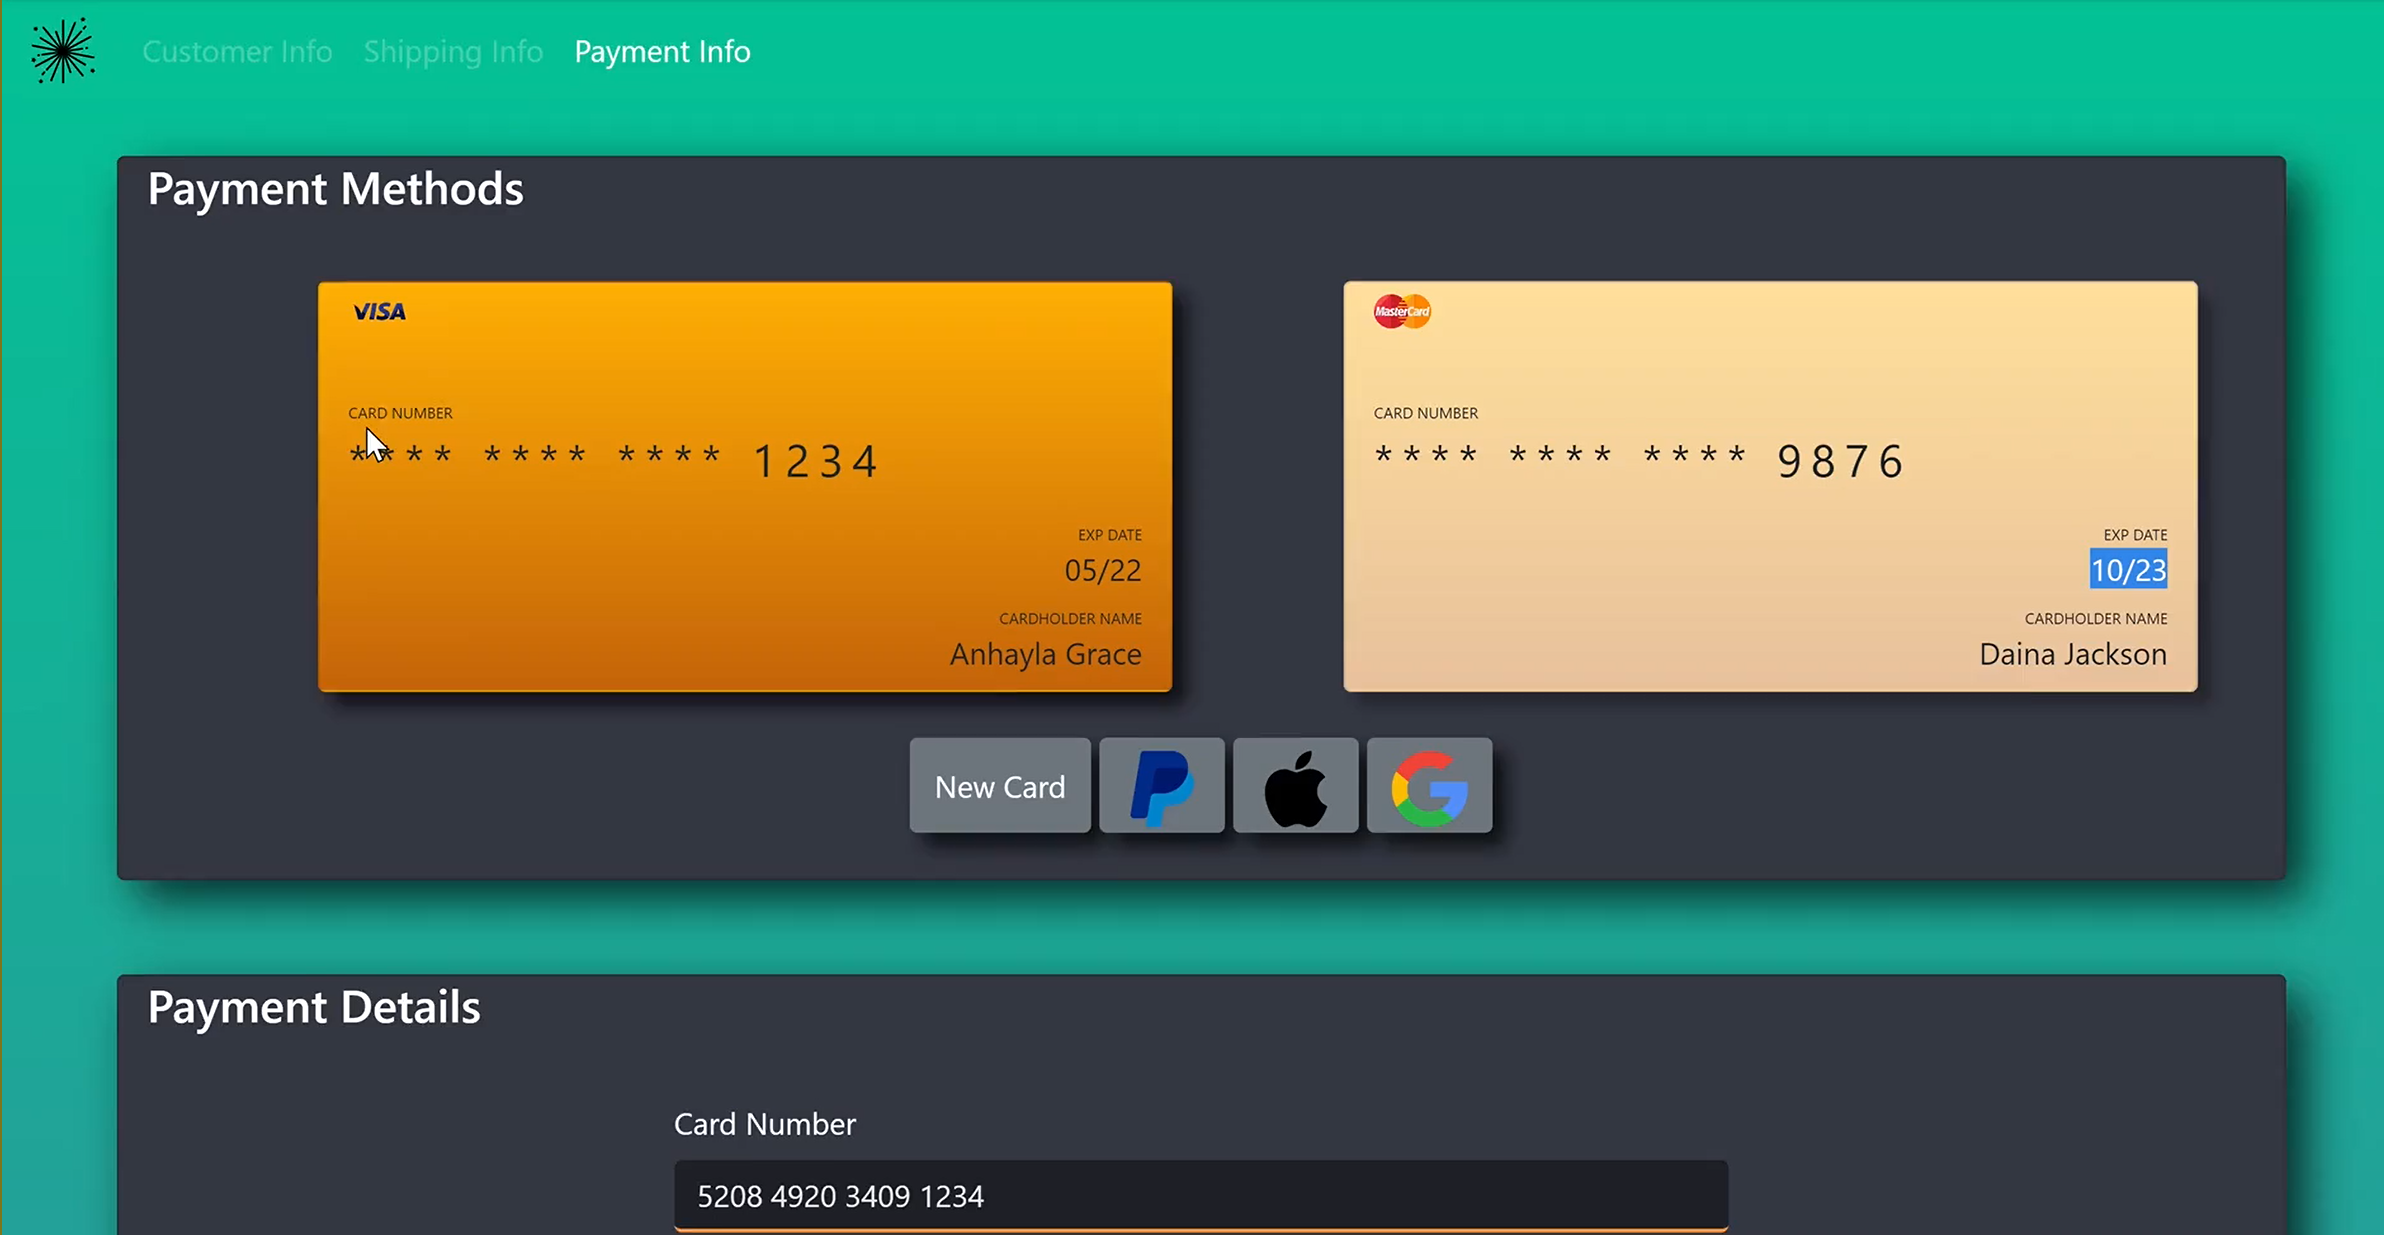 Customer Info Shipping Info Payment Info
Payment Methods
VISA
CARD NUMBER
**** **** **** 1234
EXP DATE
05/22
CARDHOLDER NAME
Anhayla Grace
MasterCard
CARD NUMBER
**** **** **** 9876
EXP DATE
10/23
CARDHOLDER NAME
Daina Jackson
New Card
Payment Details
Card Number
5208 4920 3409 1234